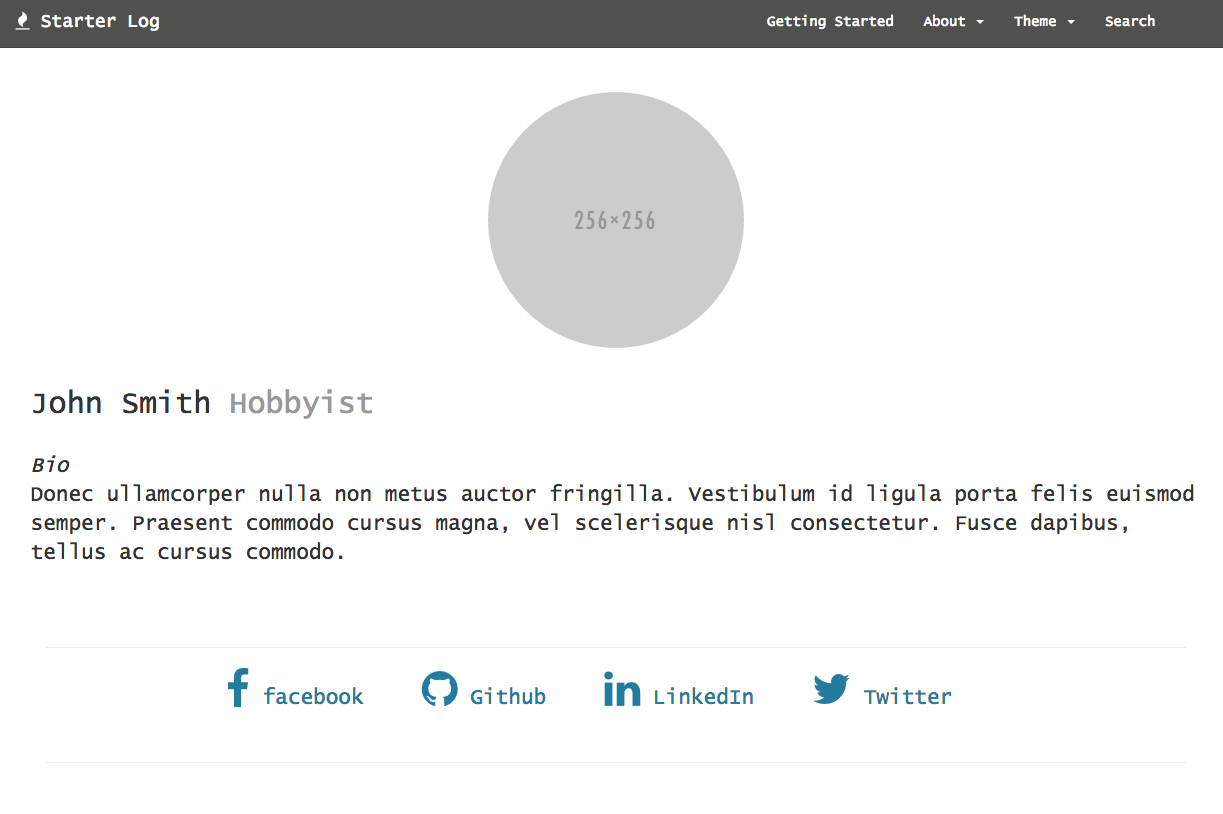 Starter Log
Getting Started About Theme Search
256×256
John Smith Hobbyist
Bio
Donec ullamcorper nulla non metus auctor fringilla. Vestibulum id ligula porta felis euismod
semper. Praesent commodo cursus magna, vel scelerisque nisl consectetur. Fusce dapibus,
tellus ac cursus commodo.
facebook Github LinkedIn Twitter